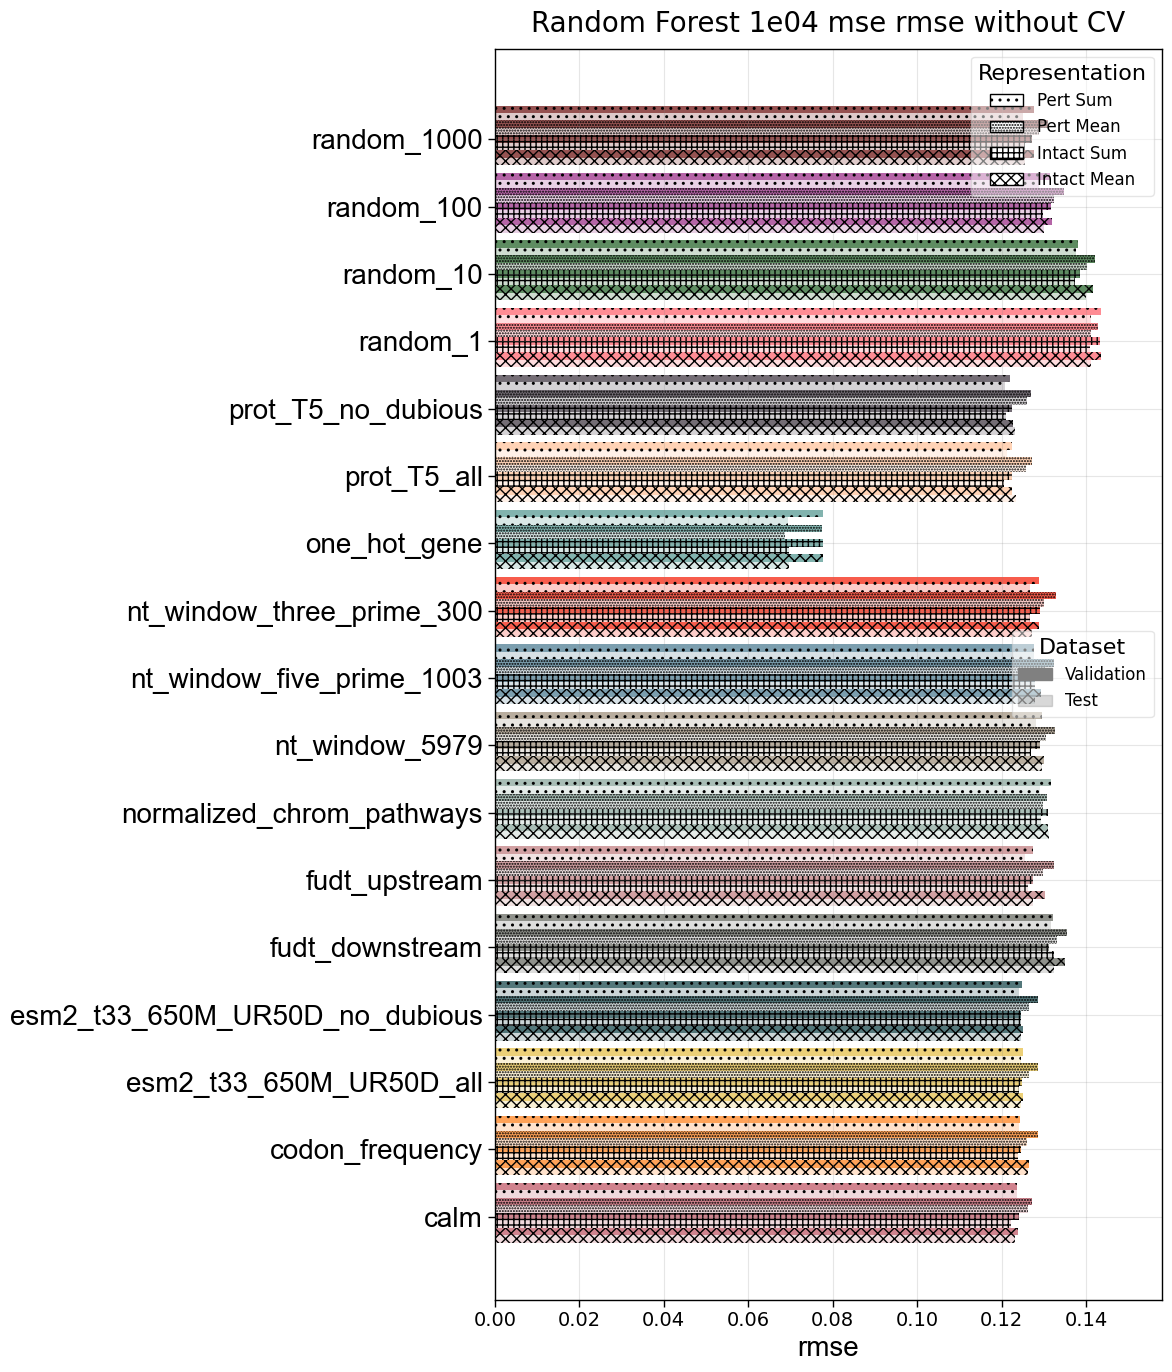 Random Forest 1e04 mse rmse without CV
Representation
Pert Sum
Pert Mean
Intact Sum
Intact Mean
random_1000
random_100
random_10
random_1
prot_T5_no_dubious
prot_T5_all
one_hot_gene
nt_window_three_prime_300
nt_window_five_prime_1003
nt_window_5979
normalized_chrom_pathways
fudt_upstream
fudt_downstream
esm2_t33_650M_UR50D_no_dubious
esm2_t33_650M_UR50D_all
codon_frequency
calm
Dataset
Validation
Test
0.00 0.02 0.04 0.06 0.08 0.10 0.12 0.14
rmse